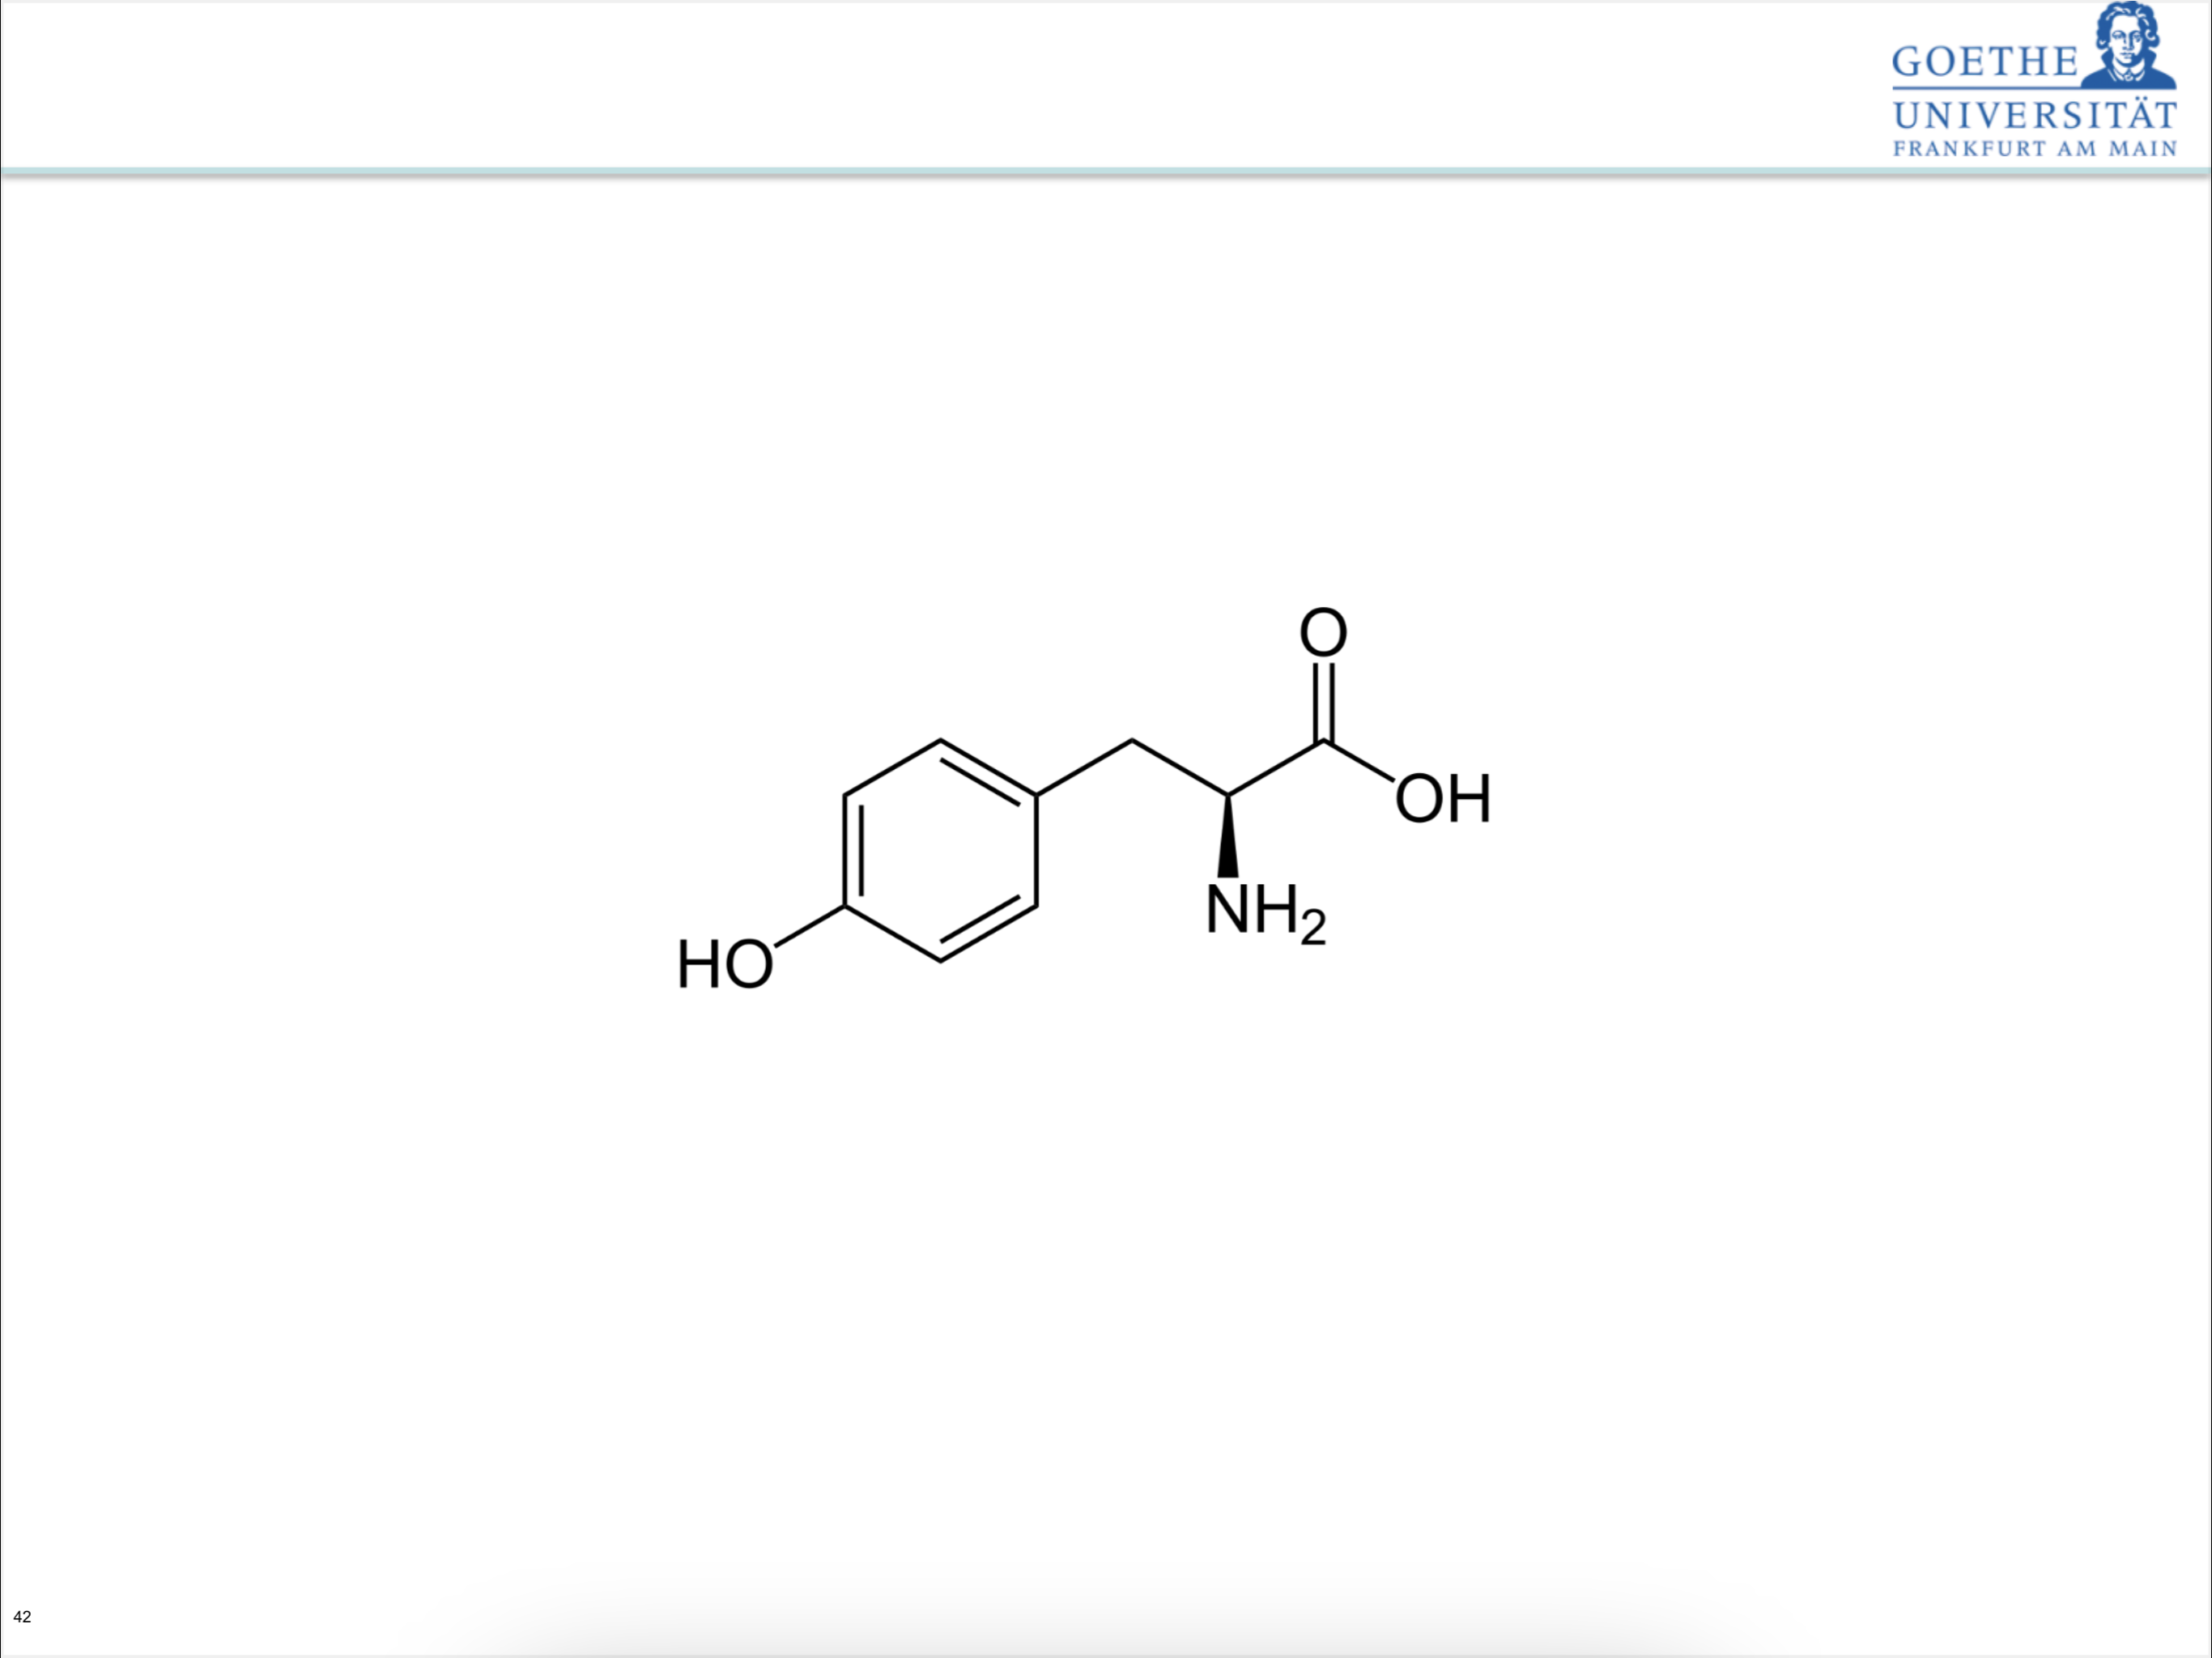 GOETHE
UNIVERSITÄT
FRANKFURT AM MAIN
O
OH
NH2
HO
42